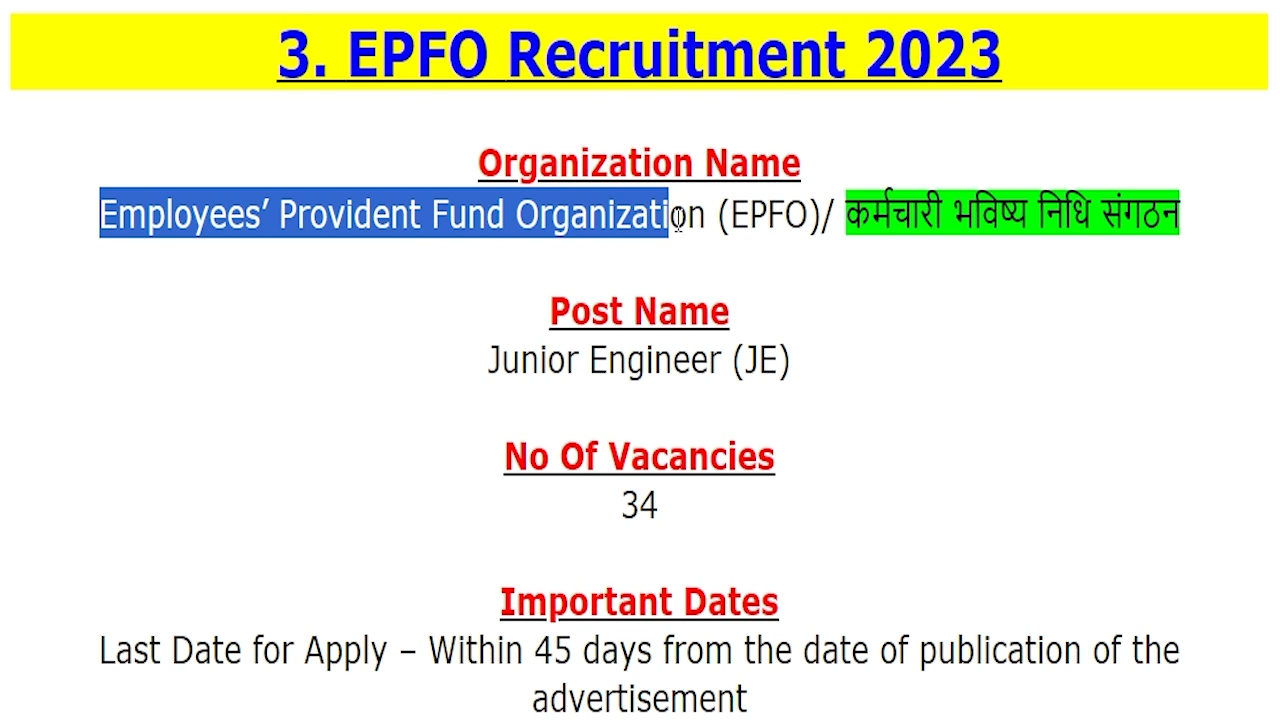 3. EPFO Recruitment 2023
Organization Name
Employees’ Provident Fund Organization (EPFO)/ कर्मचारी भविष्य निधि संगठन
Post Name
Junior Engineer (JE)
No Of Vacancies
34
Important Dates
Last Date for Apply – Within 45 days from the date of publication of the
advertisement